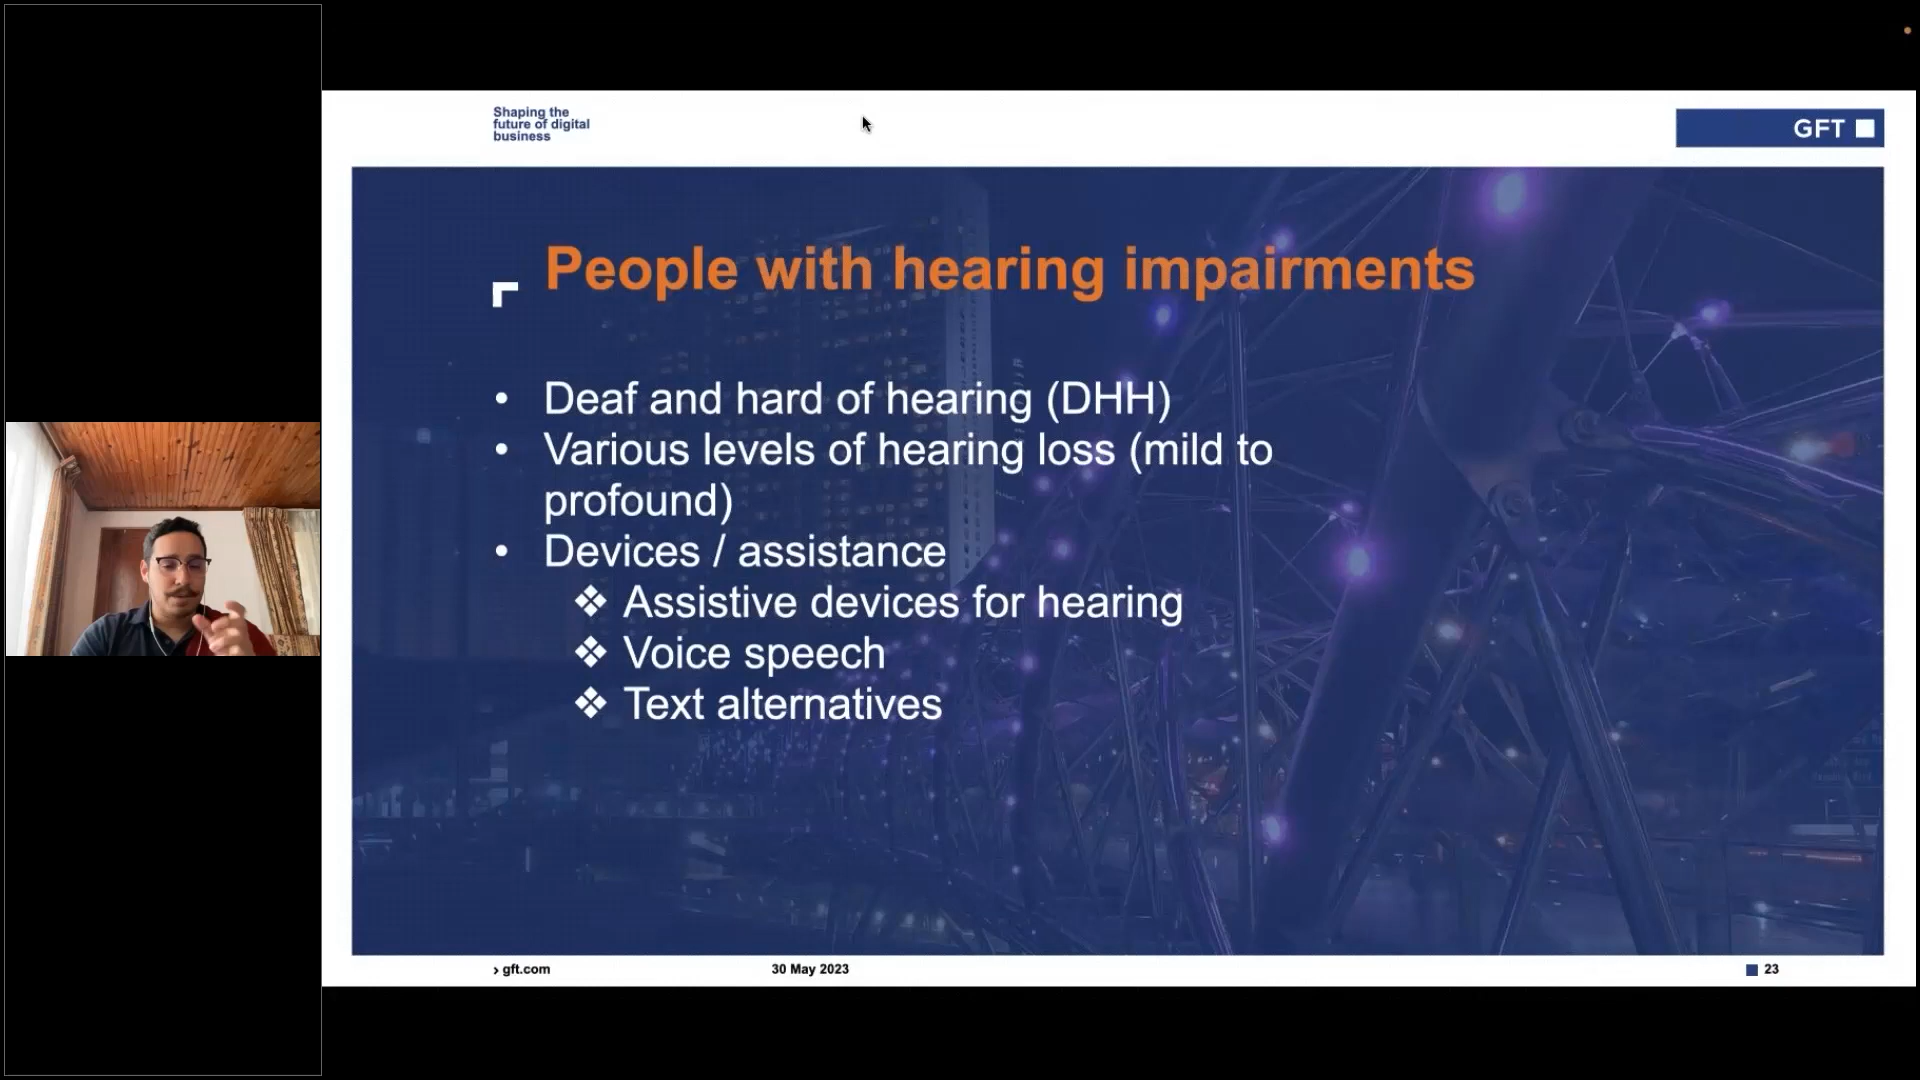 Shaping the
future of digital
business
GFT
People with hearing impairments
• Deaf and hard of hearing (DHH)
• Various levels of hearing loss (mild to
profound)
• Devices / assistance
❖ Assistive devices for hearing
❖ Voice speech
❖ Text alternatives
› gft.com
30 May 2023
23